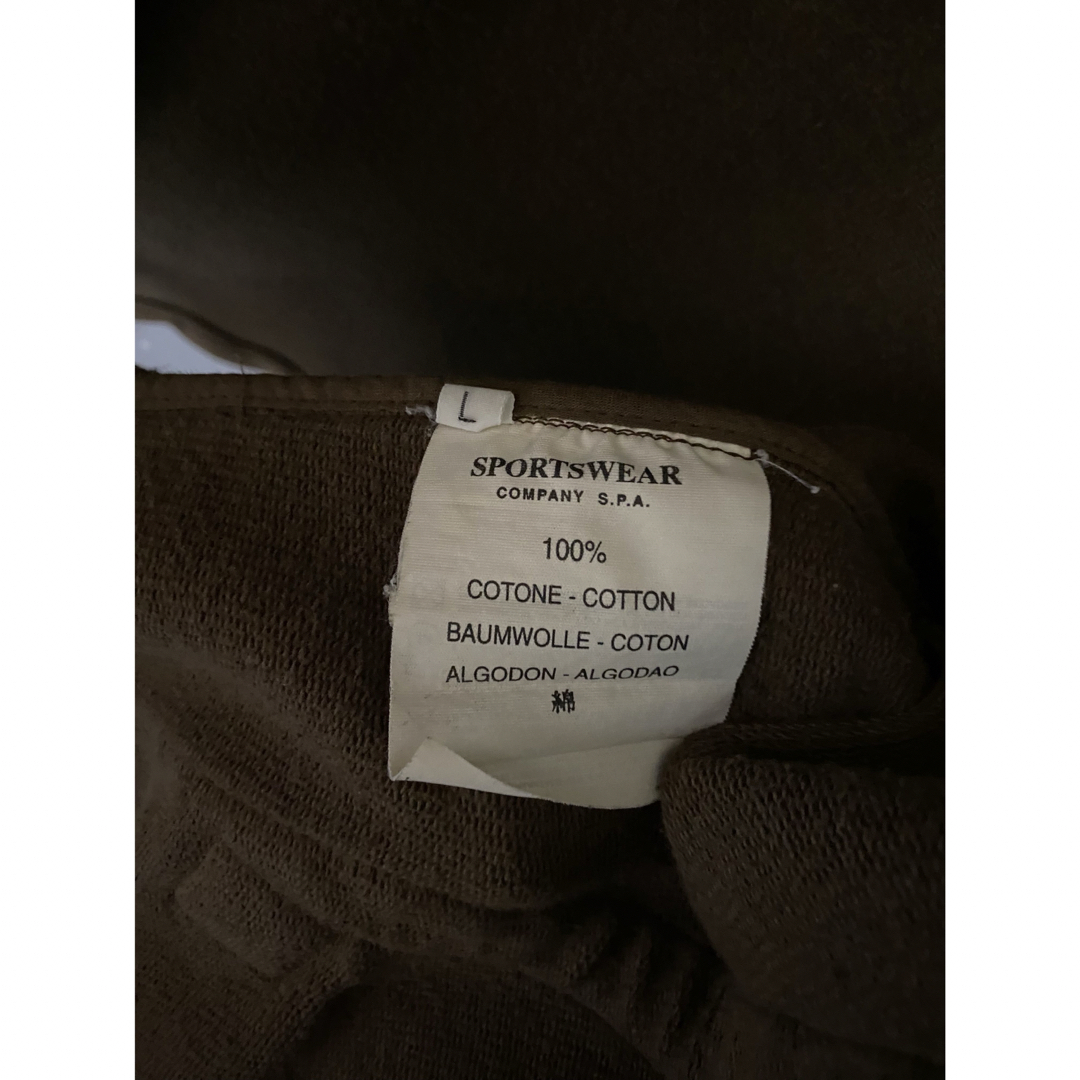 L
SPORTSWEAR
COMPANY S.P.A.
100%
COTONE - COTTON
BAUMWOLLE - COTON
ALGODON - ALGODAO
綿